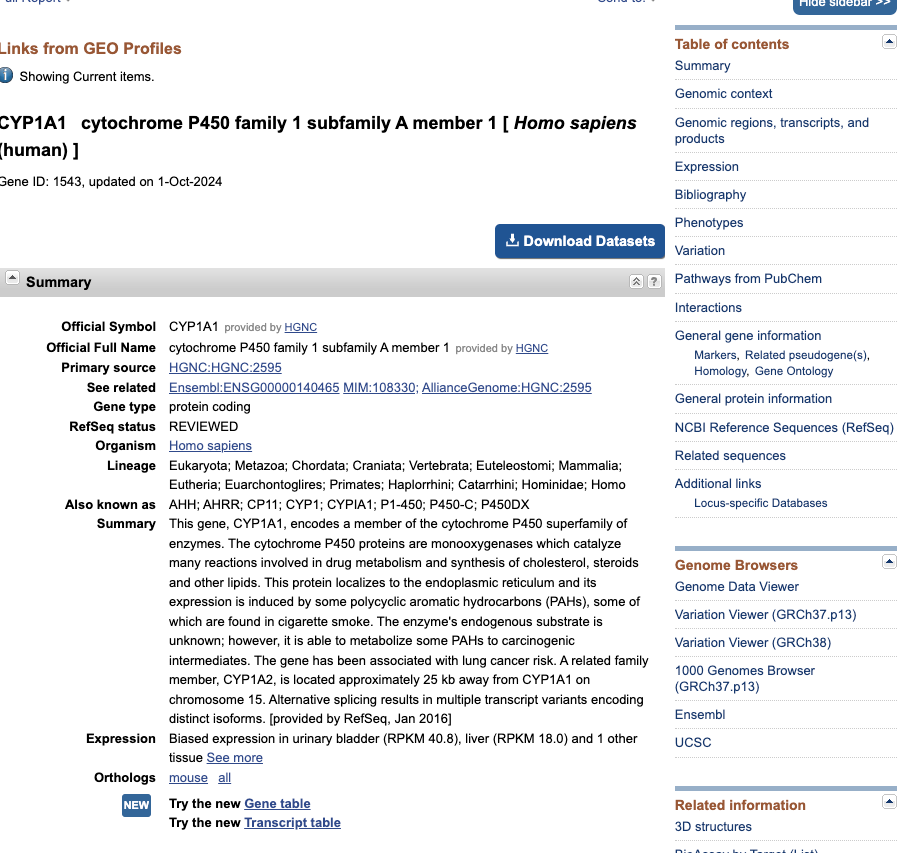 Hide sidebar >>
Links from GEO Profiles
Showing Current items.
CYP1A1 cytochrome P450 family 1 subfamily A member 1 [ Homo sapiens
(human) ]
Gene ID: 1543, updated on 1-Oct-2024
Download Datasets
Summary
Official Symbol CYP1A1 provided by HGNC
Official Full Name cytochrome P450 family 1 subfamily A member 1 provided by HGNC
Primary source HGNC:HGNC:2595
See related Ensembl:ENSG00000140465 MIM:108330; AllianceGenome:HGNC:2595
Gene type protein coding
RefSeq status REVIEWED
Organism Homo sapiens
Lineage Eukaryota; Metazoa; Chordata; Craniata; Vertebrata; Euteleostomi; Mammalia;
Eutheria; Euarchontoglires; Primates; Haplorrhini; Catarrhini; Hominidae; Homo
Also known as AHH; AHRR; CP11; CYP1; CYPIA1; P1-450; P450-C; P450DX
Summary This gene, CYP1A1, encodes a member of the cytochrome P450 superfamily of
enzymes. The cytochrome P450 proteins are monooxygenases which catalyze
many reactions involved in drug metabolism and synthesis of cholesterol, steroids
and other lipids. This protein localizes to the endoplasmic reticulum and its
expression is induced by some polycyclic aromatic hydrocarbons (PAHs), some of
which are found in cigarette smoke. The enzyme's endogenous substrate is
unknown; however, it is able to metabolize some PAHs to carcinogenic
intermediates. The gene has been associated with lung cancer risk. A related family
member, CYP1A2, is located approximately 25 kb away from CYP1A1 on
chromosome 15. Alternative splicing results in multiple transcript variants encoding
distinct isoforms. [provided by RefSeq, Jan 2016]
Expression Biased expression in urinary bladder (RPKM 40.8), liver (RPKM 18.0) and 1 other
tissue See more
Orthologs mouse all
NEW Try the new Gene table
Try the new Transcript table
Table of contents
Summary
Genomic context
Genomic regions, transcripts, and
products
Expression
Bibliography
Phenotypes
Variation
Pathways from PubChem
Interactions
General gene information
Markers, Related pseudogene(s),
Homology, Gene Ontology
General protein information
NCBI Reference Sequences (RefSeq)
Related sequences
Additional links
Locus-specific Databases
Genome Browsers
Genome Data Viewer
Variation Viewer (GRCh37.p13)
Variation Viewer (GRCh38)
1000 Genomes Browser
(GRCh37.p13)
Ensembl
UCSC
Related information
3D structures